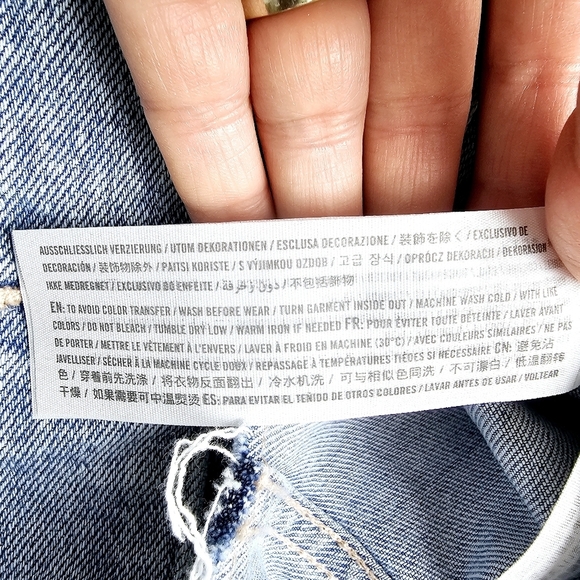 AUSSCHLIESSLICH VERZIERUNG / UTOM DEKORATIONEN / ESCLUSA DECORAZIONE / 装飾を除く / EXCLUSIVO DE
DECORACIÓN / 装饰物除外 / PAITSI KORISTE / S VÝJIMKOU OZDOB / 고급 장식 / OPRÓCZ DEKORACJI / DEKORASJON
IKKE MEDREGNET / EXCLUSIVO DO ENFEITE / دون ورقة / 不包括飾物
EN: TO AVOID COLOR TRANSFER / WASH BEFORE WEAR / TURN GARMENT INSIDE OUT / MACHINE WASH COLD / WITH LIKE
COLORS / DO NOT BLEACH / TUMBLE DRY LOW / WARM IRON IF NEEDED FR: POUR ÉVITER TOUTE DÉTEINTE / LAVER AVANT
DE PORTER / METTRE LE VÊTEMENT À L'ENVERS / LAVER À FROID EN MACHINE (30°C) / AVEC COULEURS SIMILAIRES / NE PAS
JAVELLISER / SÉCHER À LA MACHINE CYCLE DOUX / REPASSAGE À TEMPÉRATURES TIÈDES SI NÉCESSAIRE CN: 避免沾
色 / 穿着前先洗涤 / 将衣物反面翻出 / 冷水机洗 / 可与相似色同洗 / 不可漂白 / 低温翻转
干燥 / 如果需要可中温熨烫 ES: PARA EVITAR EL TEÑIDO DE OTROS COLORES / LAVAR ANTES DE USAR / VOLTEAR